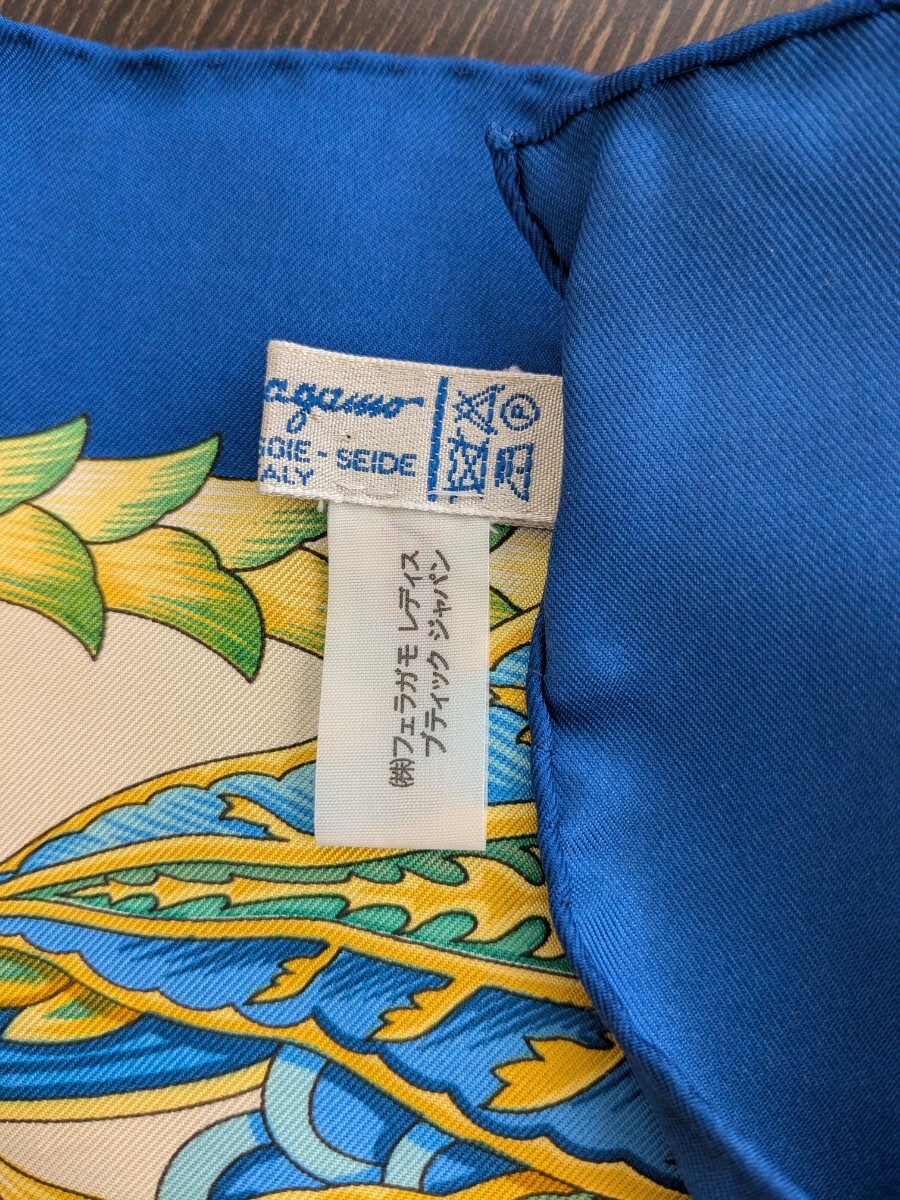 agamo
GGIE - SEIDE
ALY
P
㈱フェラガモ レディス
ブティック ジャパン